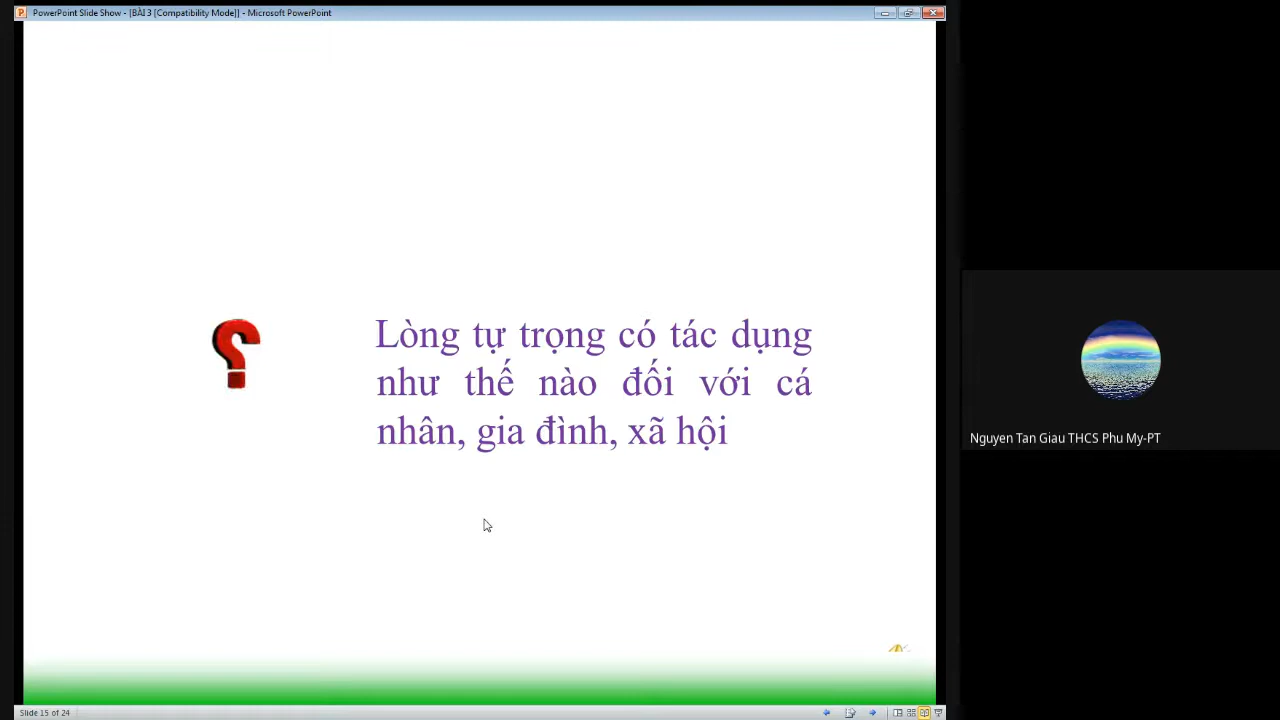 PowerPoint Slide Show - [BÀI 3 [Compatibility Mode]] - Microsoft PowerPoint
Lòng tự trọng có tác dụng
như thế nào đối với cá
nhân, gia đình, xã hội
Nguyen Tan Giau THCS Phu My-PT
Slide 15 of 24